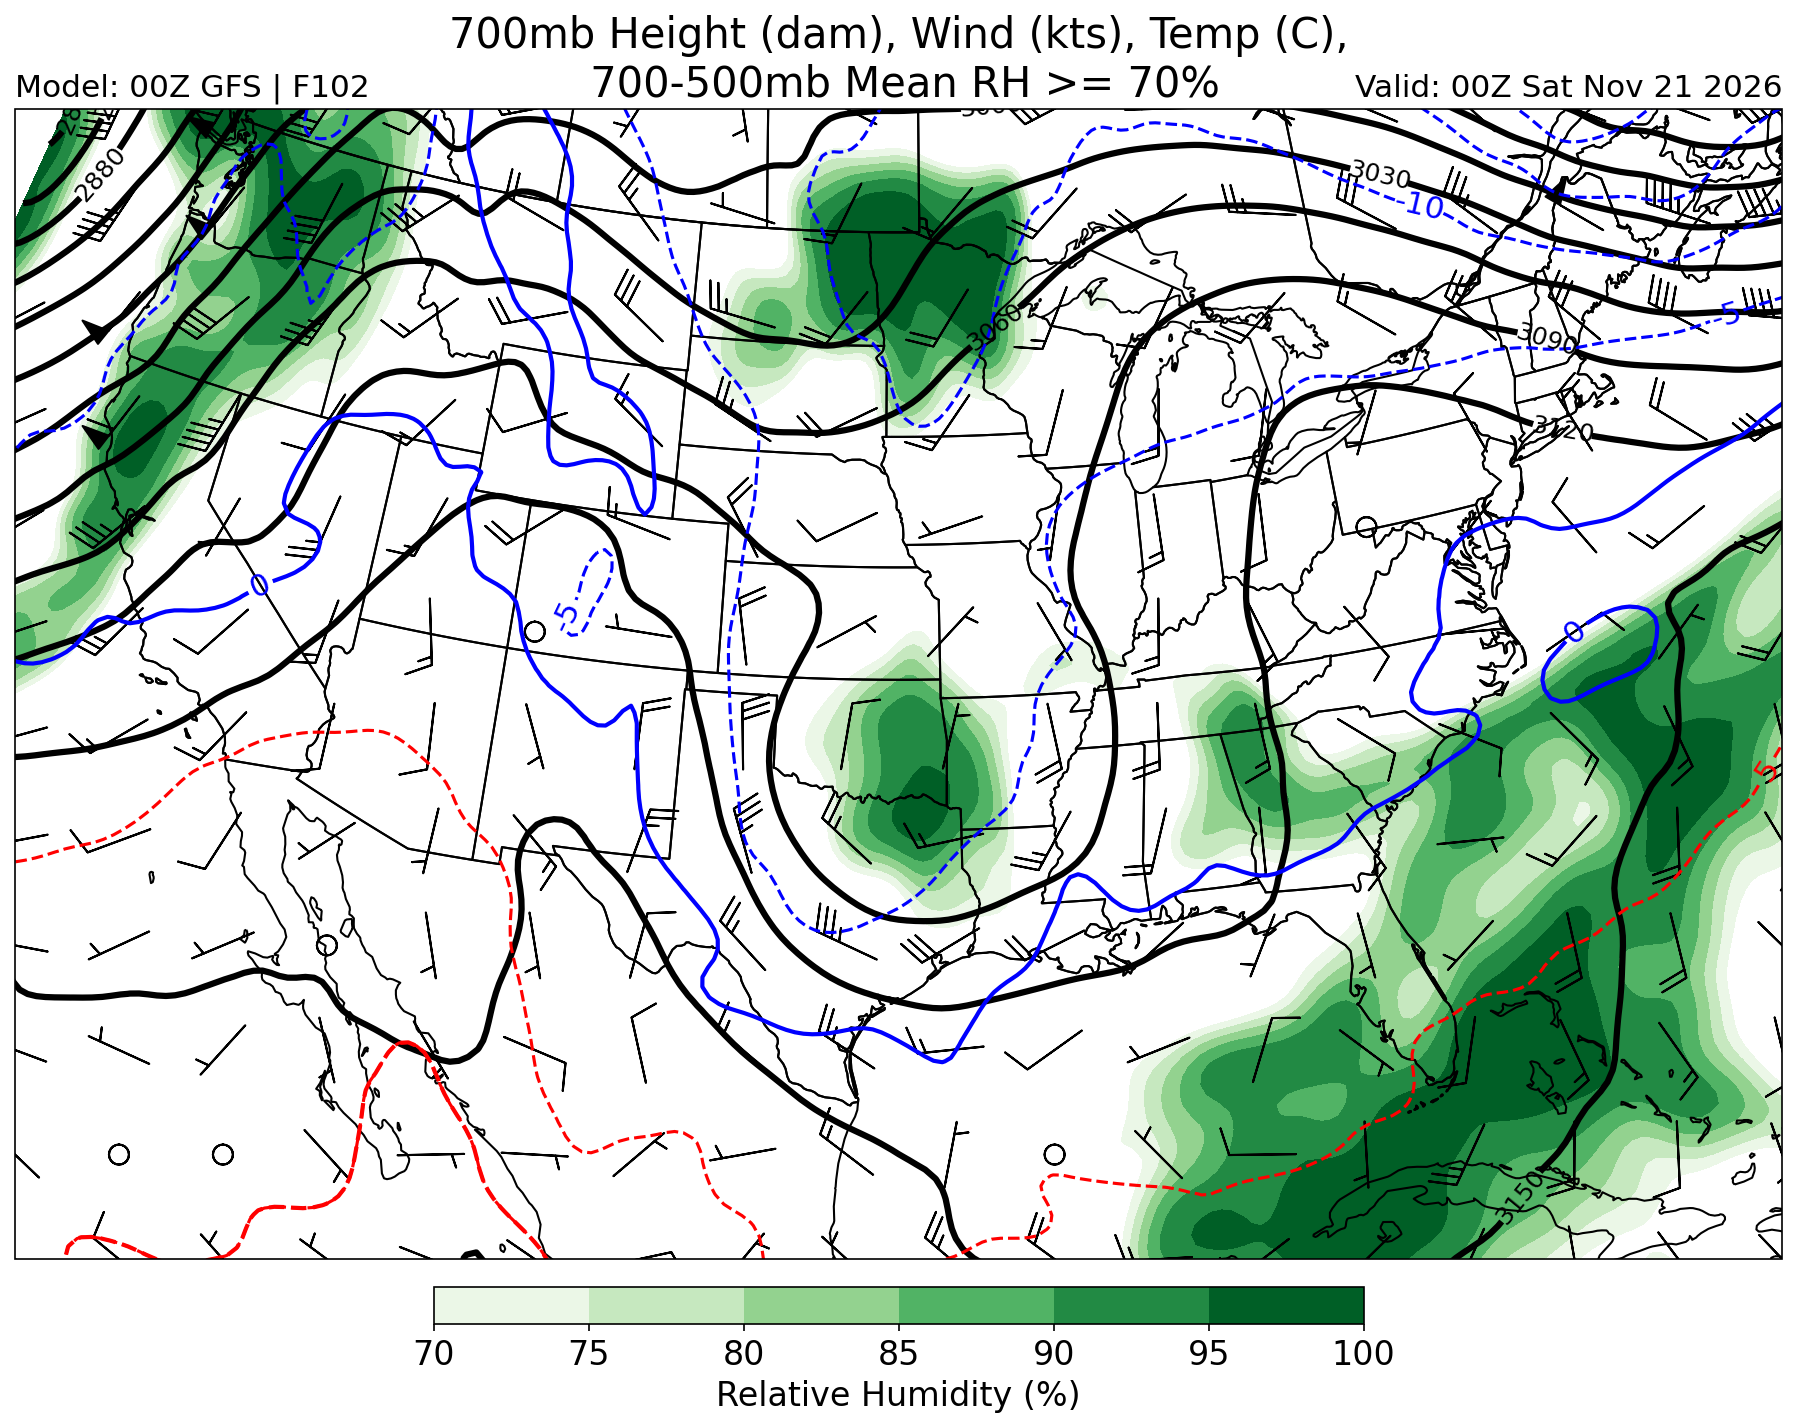 700mb Height (dam), Wind (kts), Temp (C),
700-500mb Mean RH >= 70%
Model: 00Z GFS | F102
Valid: 00Z Sat Nov 21 2026
2880
3030
-10
3060
-5
3090
3120
0
-5
0
5
3150
70 75 80 85 90 95 100
Relative Humidity (%)